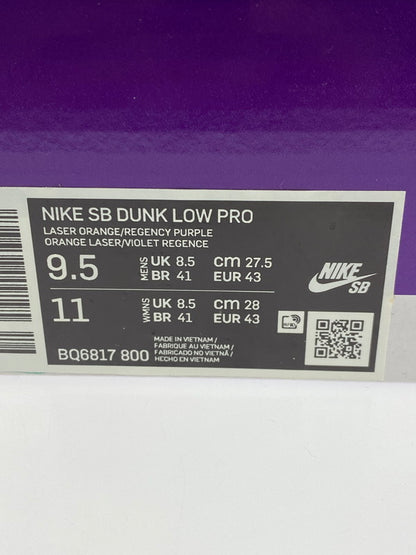 NIKE SB DUNK LOW PRO
LASER ORANGE/REGENCY PURPLE
ORANGE LASER/VIOLET REGENCE
9.5 MENS UK 8.5 cm 27.5
BR 41 EUR 43
11 WMNS UK 8.5 cm 28
BR 41 EUR 43
NIKE SB
BQ6817 800
MADE IN VIETNAM /
FABRIQUE AU VIETNAM /
FABRICADO NO VIETNÃ /
HECHO EN VIETNAM